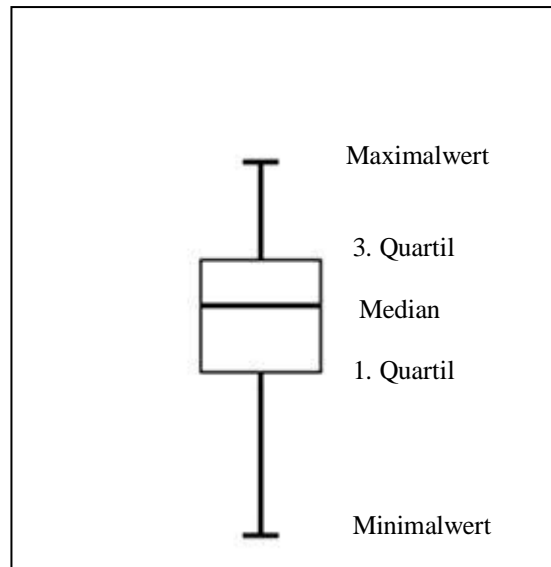 Maximalwert
3. Quartil
Median
1. Quartil
Minimalwert